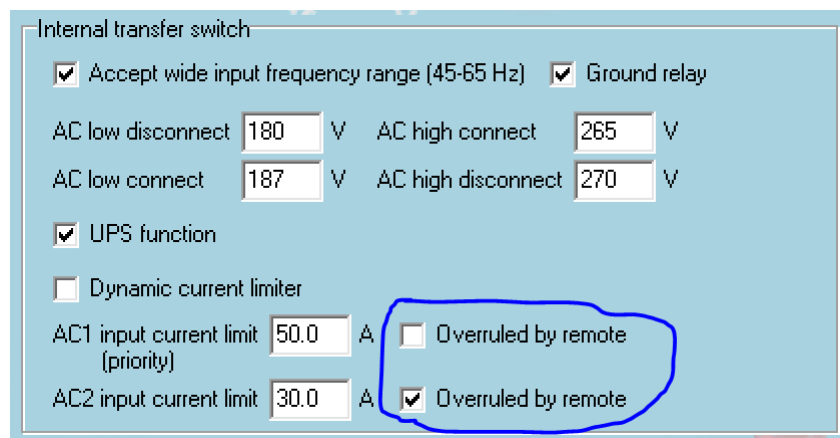 Internal transfer switch
Accept wide input frequency range (45-65 Hz) Ground relay
AC low disconnect 180 V AC high connect 265 V
AC low connect 187 V AC high disconnect 270 V
UPS function
Dynamic current limiter
AC1 input current limit 50.0 A Overruled by remote
(priority)
AC2 input current limit 30.0 A Overruled by remote